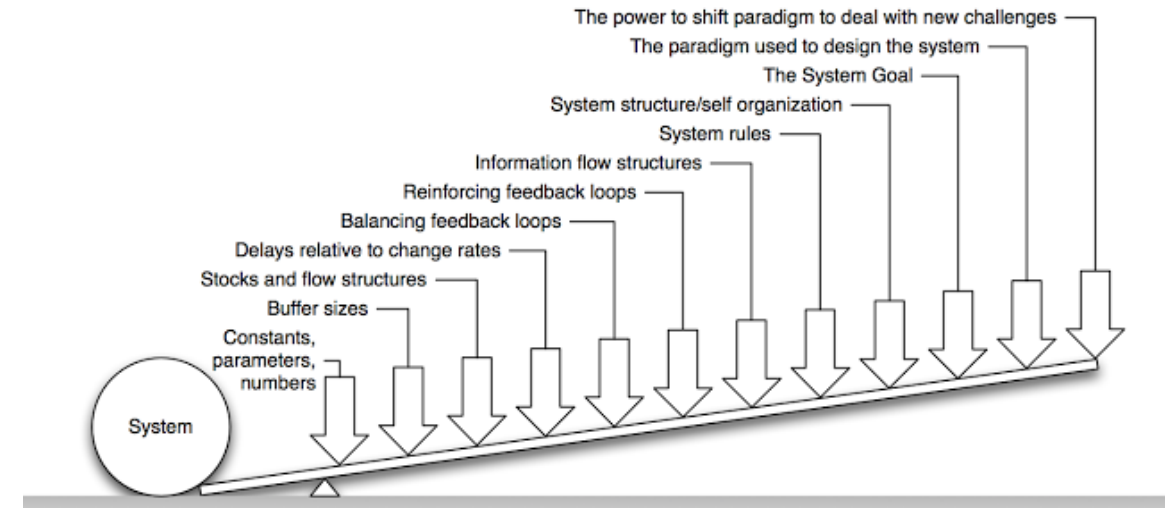 The power to shift paradigm to deal with new challenges
The paradigm used to design the system
The System Goal
System structure/self organization
System rules
Information flow structures
Reinforcing feedback loops
Balancing feedback loops
Delays relative to change rates
Stocks and flow structures
Buffer sizes
Constants,
parameters,
numbers
System